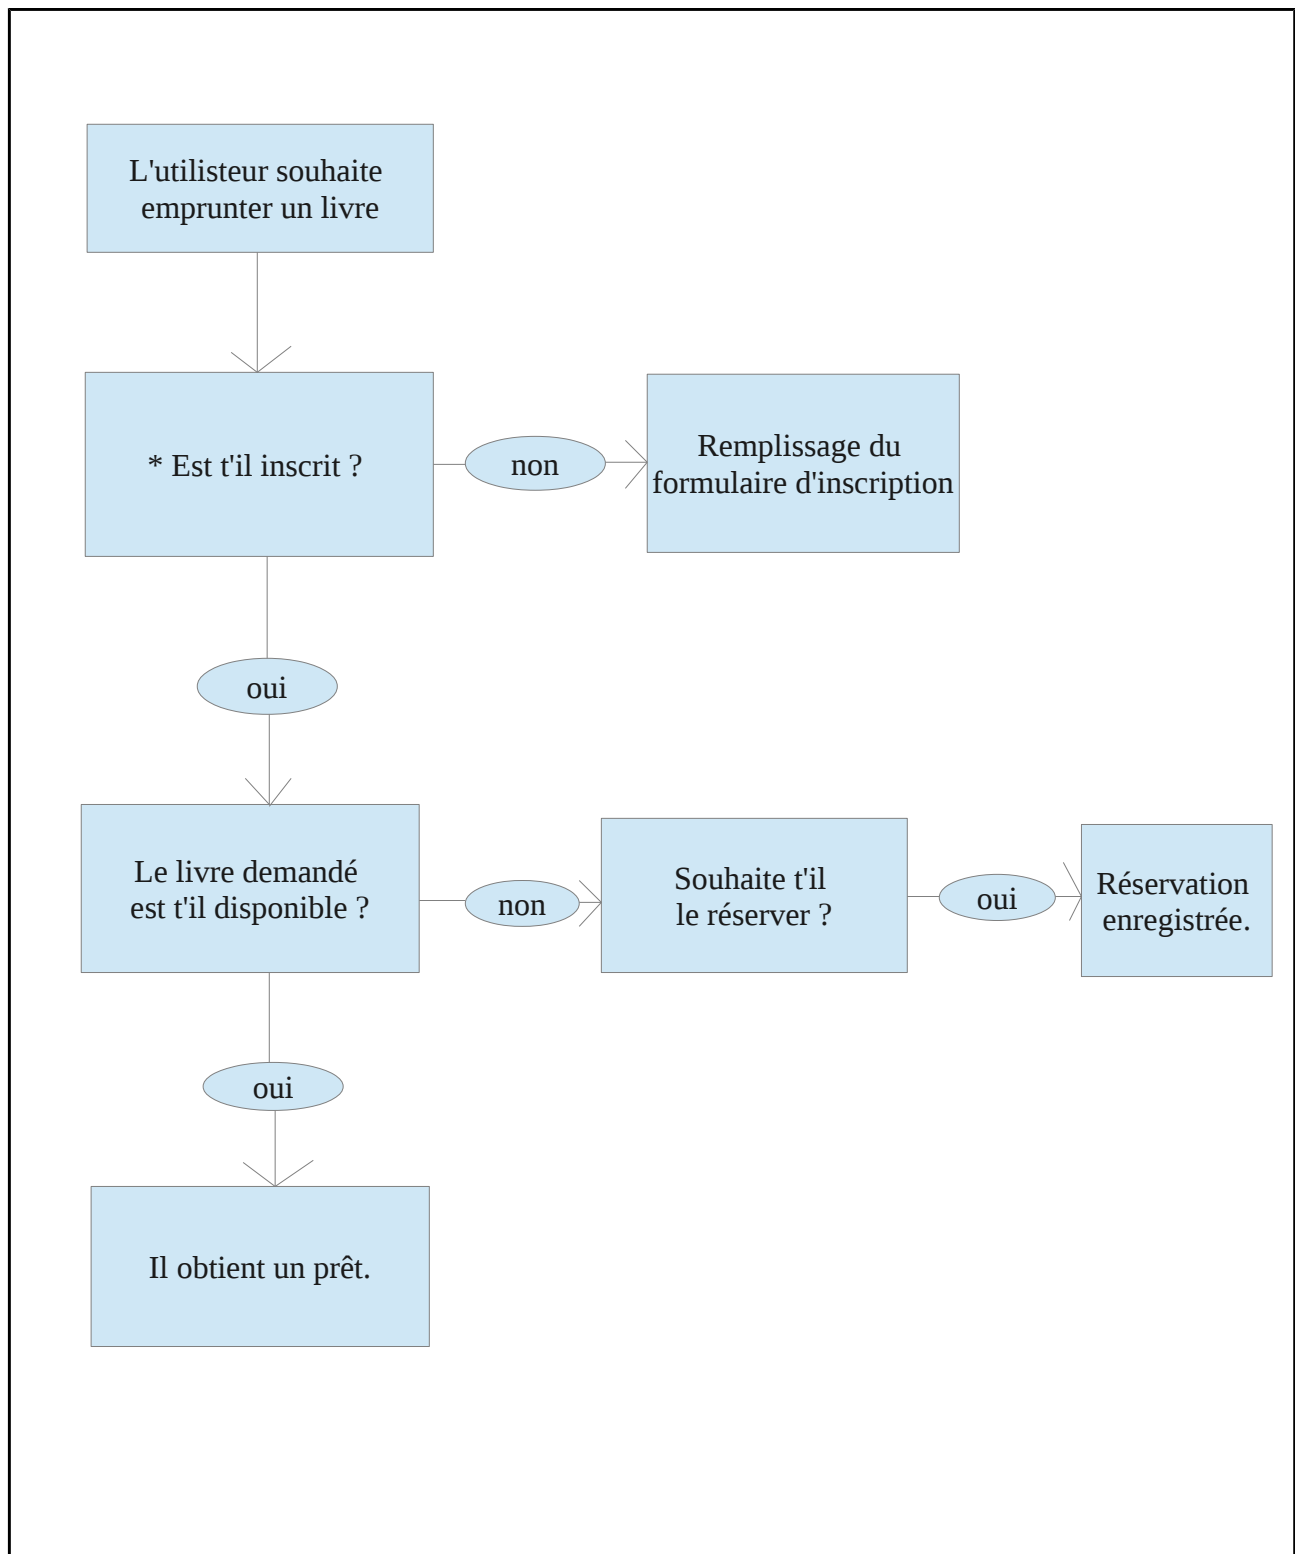 L'utilisteur souhaite
emprunter un livre
* Est t'il inscrit ?
non
Remplissage du
formulaire d'inscription
oui
Le livre demandé
est t'il disponible ?
non
Souhaite t'il
le réserver ?
oui
Réservation
enregistrée.
oui
Il obtient un prêt.